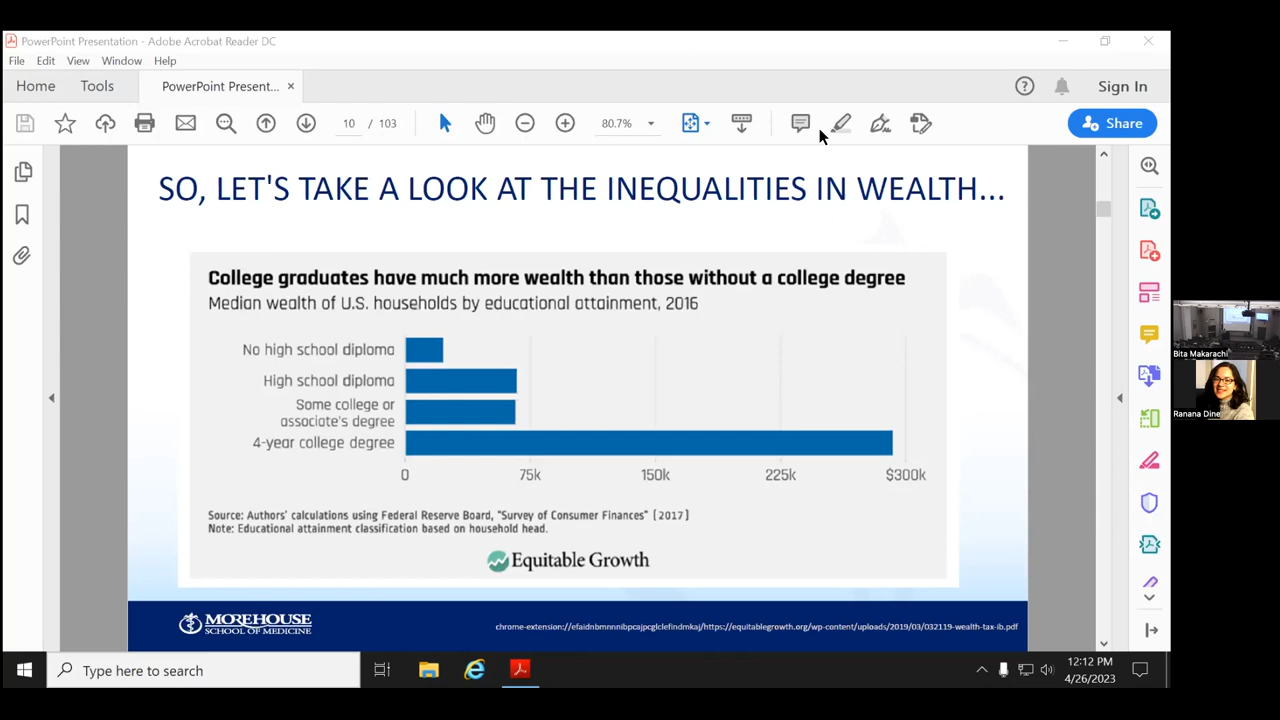 PowerPoint Presentation - Adobe Acrobat Reader DC
File Edit View Window Help
Home Tools PowerPoint Present... × Sign In
10 / 103 80.7% Share
SO, LET'S TAKE A LOOK AT THE INEQUALITIES IN WEALTH...
College graduates have much more wealth than those without a college degree
Median wealth of U.S. households by educational attainment, 2016
No high school diploma
High school diploma
Some college or
associate's degree
4-year college degree
0 75k 150k 225k $300k
Source: Authors' calculations using Federal Reserve Board, "Survey of Consumer Finances" [2017]
Note: Educational attainment classification based on household head.
Equitable Growth
MOREHOUSE
SCHOOL OF MEDICINE
chrome-extension://efaidnbmnnnibpcajpcglclefindmkaj/https://equitablegrowth.org/wp-content/uploads/2019/03/032119-wealth-tax-ib.pdf
Bita Makarachi
Ranana Dine
Type here to search
12:12 PM
4/26/2023